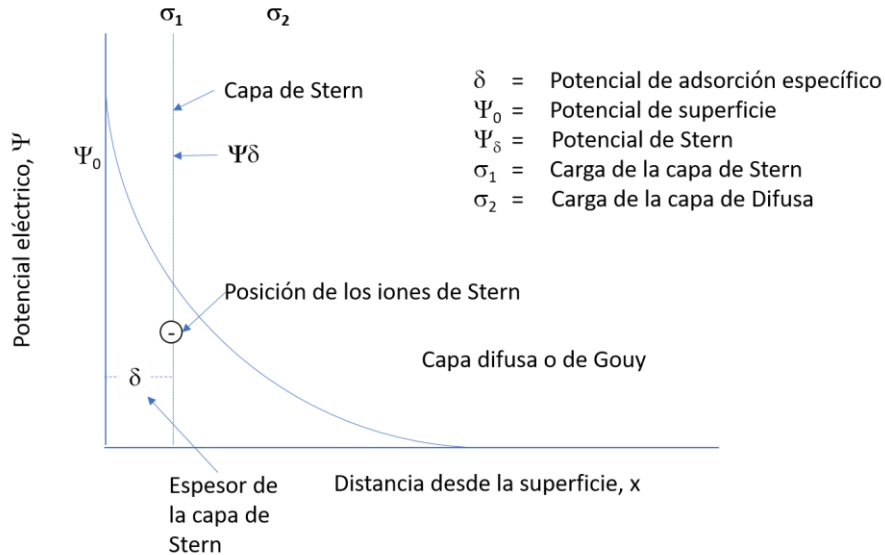 σ₁ σ₂
Capa de Stern
Ψ₀
Ψδ
δ = Potencial de adsorción específico
Ψ₀ = Potencial de superficie
Ψδ = Potencial de Stern
σ₁ = Carga de la capa de Stern
σ₂ = Carga de la capa de Difusa
Potencial eléctrico, Ψ
Posición de los iones de Stern
-
Capa difusa o de Gouy
δ
Espesor de
la capa de
Stern
Distancia desde la superficie, x